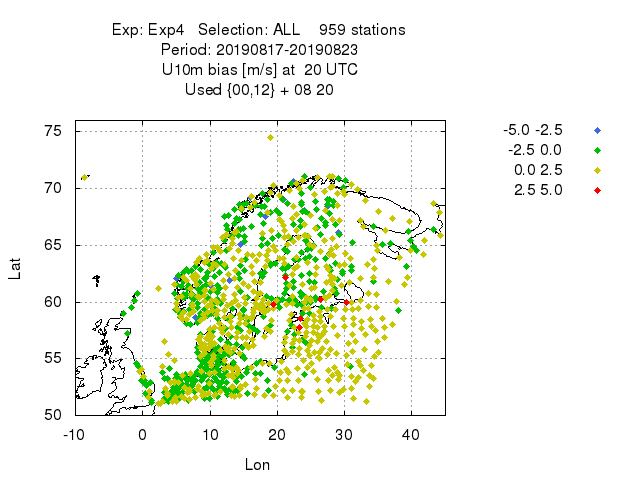 Exp: Exp4 Selection: ALL 959 stations
Period: 20190817-20190823
U10m bias [m/s] at 20 UTC
Used {00,12} + 08 20
-5.0 -2.5
-2.5 0.0
0.0 2.5
2.5 5.0
75
70
65
60
55
50
Lat
-10 0 10 20 30 40
Lon